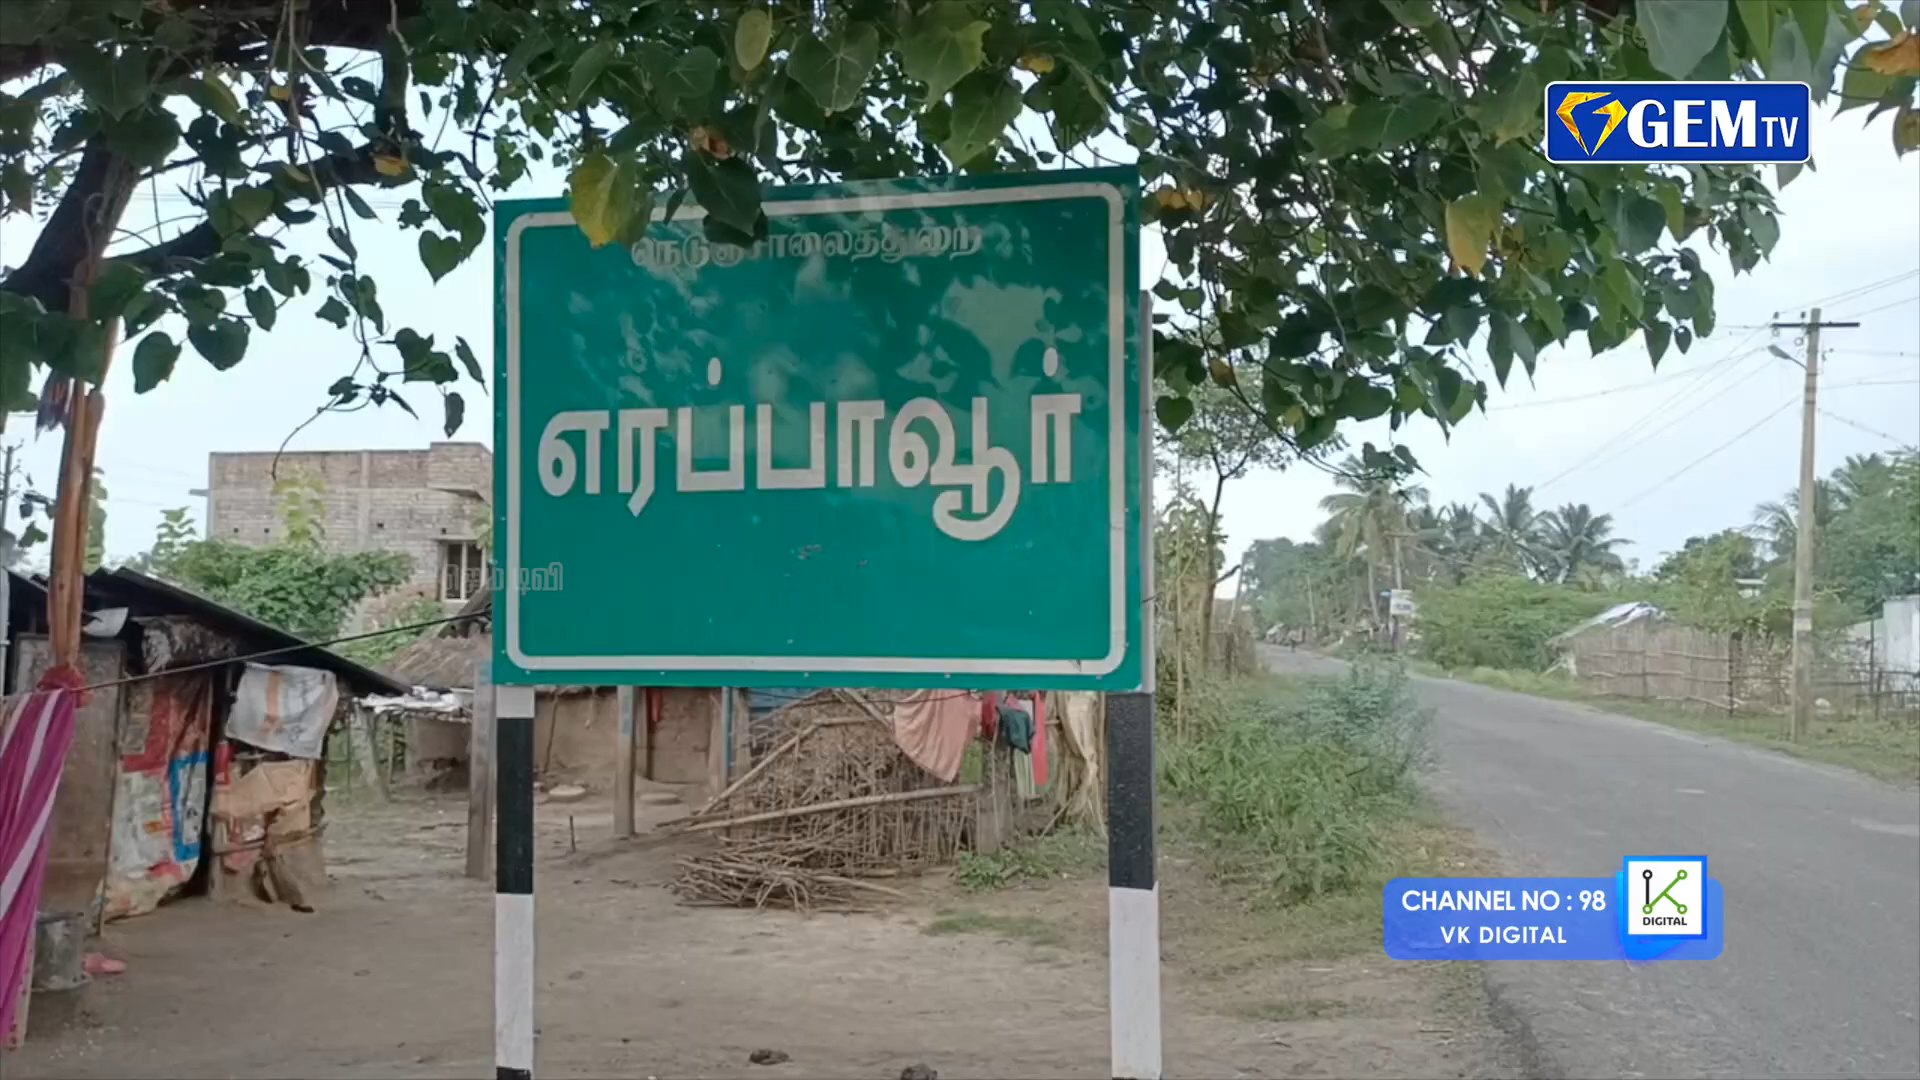 GEM TV
நெடுஞ்சாலைத்துறை
எரப்பாவூர்
ஜெம் டிவி
CHANNEL NO : 98
VK DIGITAL
K
DIGITAL